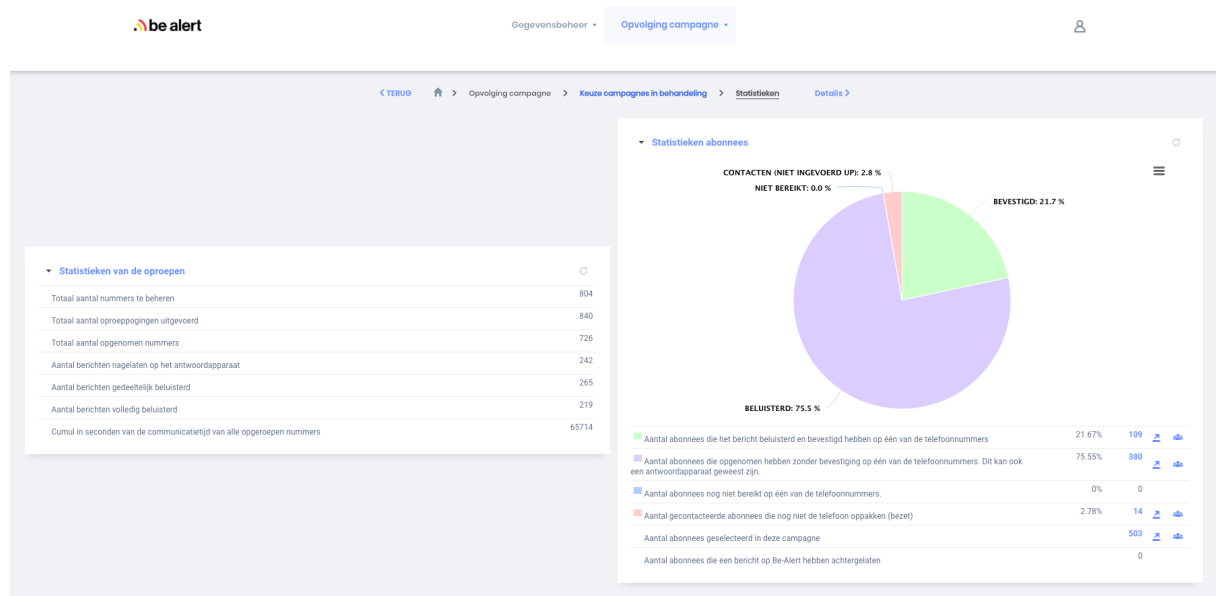 be alert
Gegevensbeheer
Opvolging campagne
TERUG > Opvolging campagne > Keuze campagnes in behandeling > Statistieken Details >
Statistieken abonnees
CONTACTEN (NIET INGEVOERD UP): 2.8 %
NIET BEREIKT: 0.0 %
BEVESTIGD: 21.7 %
BELUISTERD: 75.5 %
Statistieken van de oproepen
Totaal aantal nummers te beheren 804
Totaal aantal oproeppogingen uitgevoerd 840
Totaal aantal opgenomen nummers 726
Aantal berichten nagelaten op het antwoordapparaat 242
Aantal berichten gedeeltelijk beluisterd 265
Aantal berichten volledig beluisterd 219
Cumul in seconden van de communicatietijd van alle opgeroepen nummers 65714
Aantal abonnees die het bericht beluisterd en bevestigd hebben op één van de telefoonnummers 21.67% 109
Aantal abonnees die opgenomen hebben zonder bevestiging op één van de telefoonnummers. Dit kan ook 75.55% 380
een antwoordapparaat geweest zijn.
Aantal abonnees nog niet bereikt op één van de telefoonnummers. 0% 0
Aantal gecontacteerde abonnees die nog niet de telefoon oppakken (bezet) 2.78% 14
Aantal abonnees geselecteerd in deze campagne 503
Aantal abonnees die een bericht op Be-Alert hebben achtergelaten 0